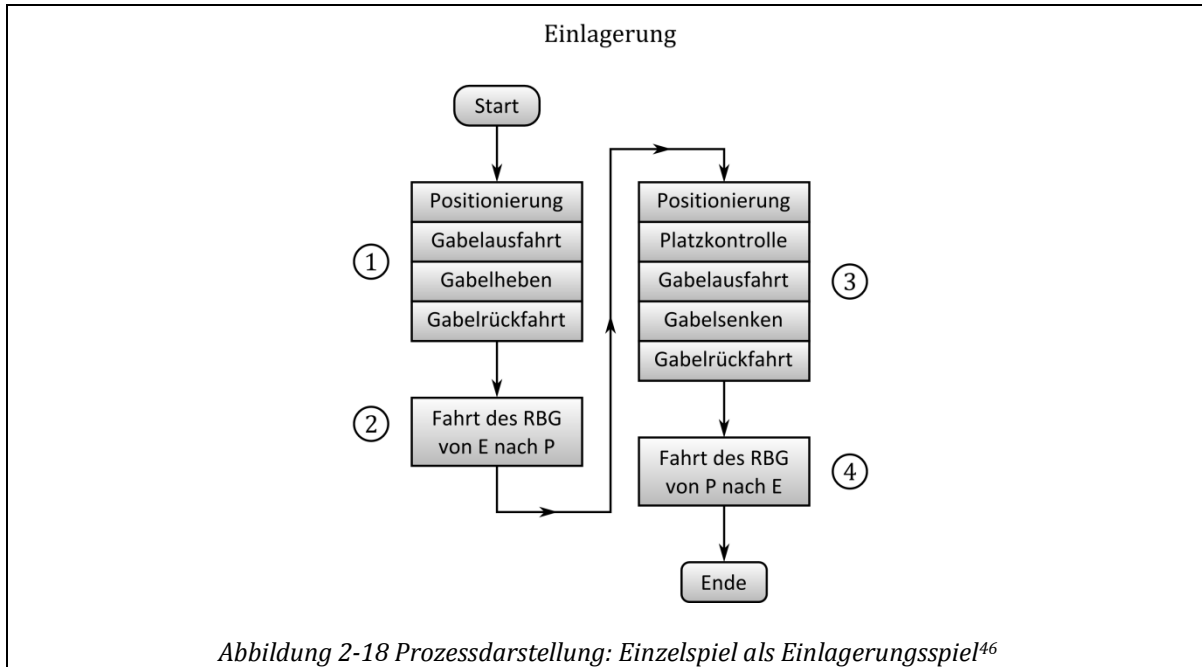 Einlagerung
Start
①
Positionierung
Gabelausfahrt
Gabelheben
Gabelrückfahrt
②
Fahrt des RBG
von E nach P
Positionierung
Platzkontrolle
Gabelausfahrt
Gabelsenken
Gabelrückfahrt
③
Fahrt des RBG
von P nach E
④
Ende
Abbildung 2-18 Prozessdarstellung: Einzelspiel als Einlagerungsspiel⁴⁶